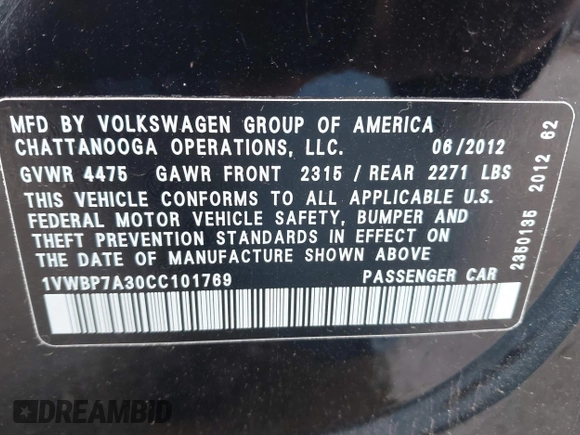 MFD BY VOLKSWAGEN GROUP OF AMERICA
CHATTANOOGA OPERATIONS, LLC. 06/2012
GVWR 4475 GAWR FRONT 2315 / REAR 2271 LBS
THIS VEHICLE CONFORMS TO ALL APPLICABLE U.S.
FEDERAL MOTOR VEHICLE SAFETY, BUMPER AND
THEFT PREVENTION STANDARDS IN EFFECT ON
THE DATE OF MANUFACTURE SHOWN ABOVE
1VWBP7A30CC101769 PASSENGER CAR
2350135 2012 62
DREAMBID